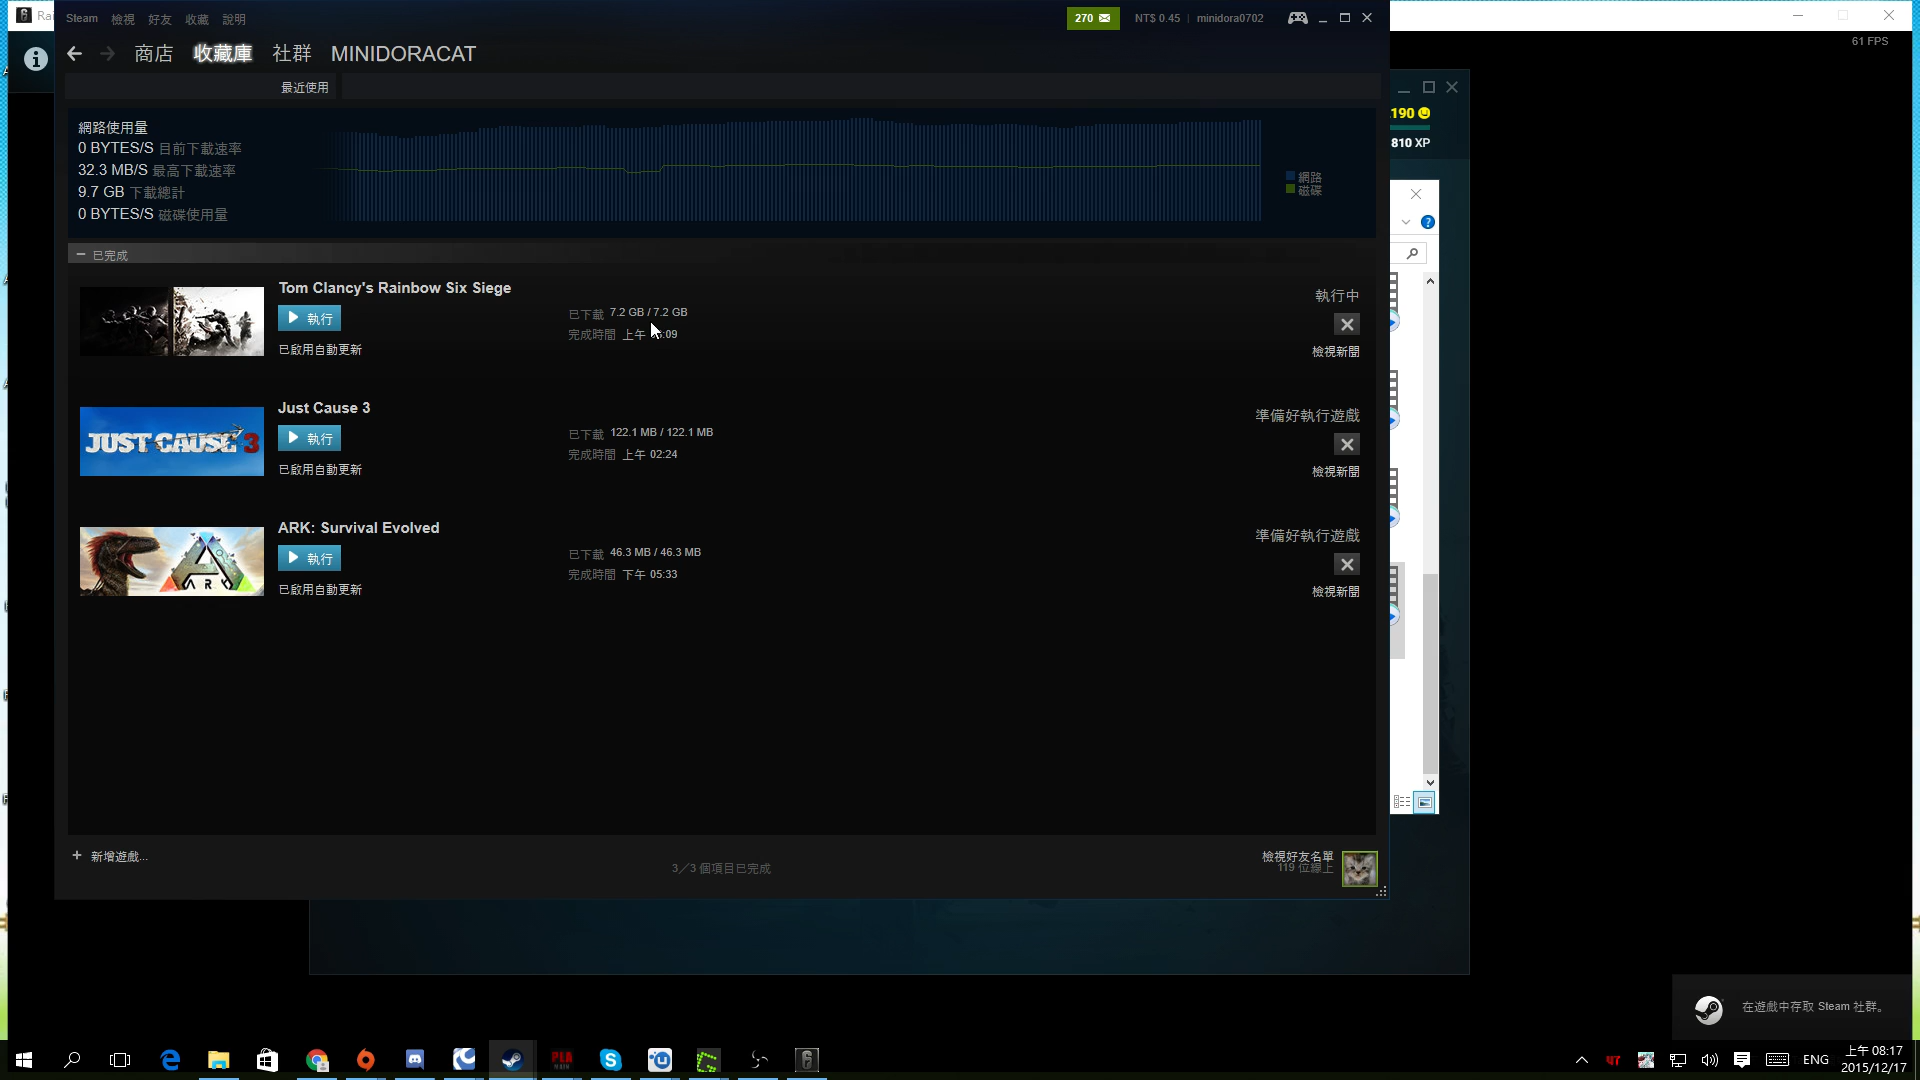 Steam 檢視 好友 收藏 說明
270 NT$ 0.45 | minidora0702
61 FPS
商店 收藏庫 社群 MINIDORACAT
最近使用
190
810 XP
網路使用量
0 BYTES/S 目前下載速率
32.3 MB/S 最高下載速率
9.7 GB 下載總計
0 BYTES/S 磁碟使用量
網路
磁碟
已完成
Tom Clancy's Rainbow Six Siege
執行
已啟用自動更新
已下載 7.2 GB / 7.2 GB
完成時間 上午 :09
執行中
檢視新聞
JUST CAUSE 3
Just Cause 3
執行
已啟用自動更新
已下載 122.1 MB / 122.1 MB
完成時間 上午 02:24
準備好執行遊戲
檢視新聞
ARK
ARK: Survival Evolved
執行
已啟用自動更新
已下載 46.3 MB / 46.3 MB
完成時間 下午 05:33
準備好執行遊戲
檢視新聞
+ 新增遊戲...
3／3 個項目已完成
檢視好友名單
119 位線上
在遊戲中存取 Steam 社群。
ENG
上午 08:17
2015/12/17